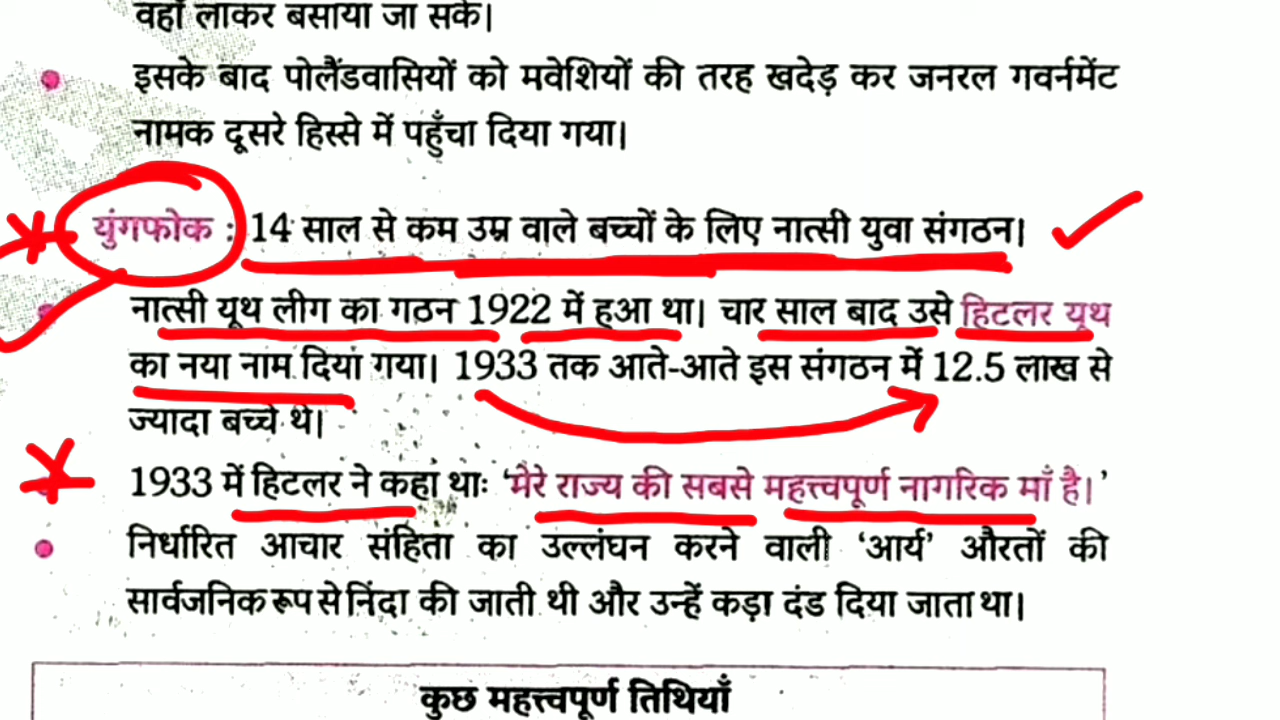 वहाँ लाकर बसाया जा सके।
इसके बाद पोलैंडवासियों को मवेशियों की तरह खदेड़ कर जनरल गवर्नमेंट
नामक दूसरे हिस्से में पहुँचा दिया गया।
युंगफोक : 14 साल से कम उम्र वाले बच्चों के लिए नात्सी युवा संगठन।
नात्सी यूथ लीग का गठन 1922 में हुआ था। चार साल बाद उसे हिटलर यूथ
का नया नाम दिया गया। 1933 तक आते-आते इस संगठन में 12.5 लाख से
ज्यादा बच्चे थे।
1933 में हिटलर ने कहा थाः ‘मेरे राज्य की सबसे महत्त्वपूर्ण नागरिक माँ है।’
निर्धारित आचार संहिता का उल्लंघन करने वाली ‘आर्य’ औरतों की
सार्वजनिक रूप से निंदा की जाती थी और उन्हें कड़ा दंड दिया जाता था।
कुछ महत्त्वपूर्ण तिथियाँ